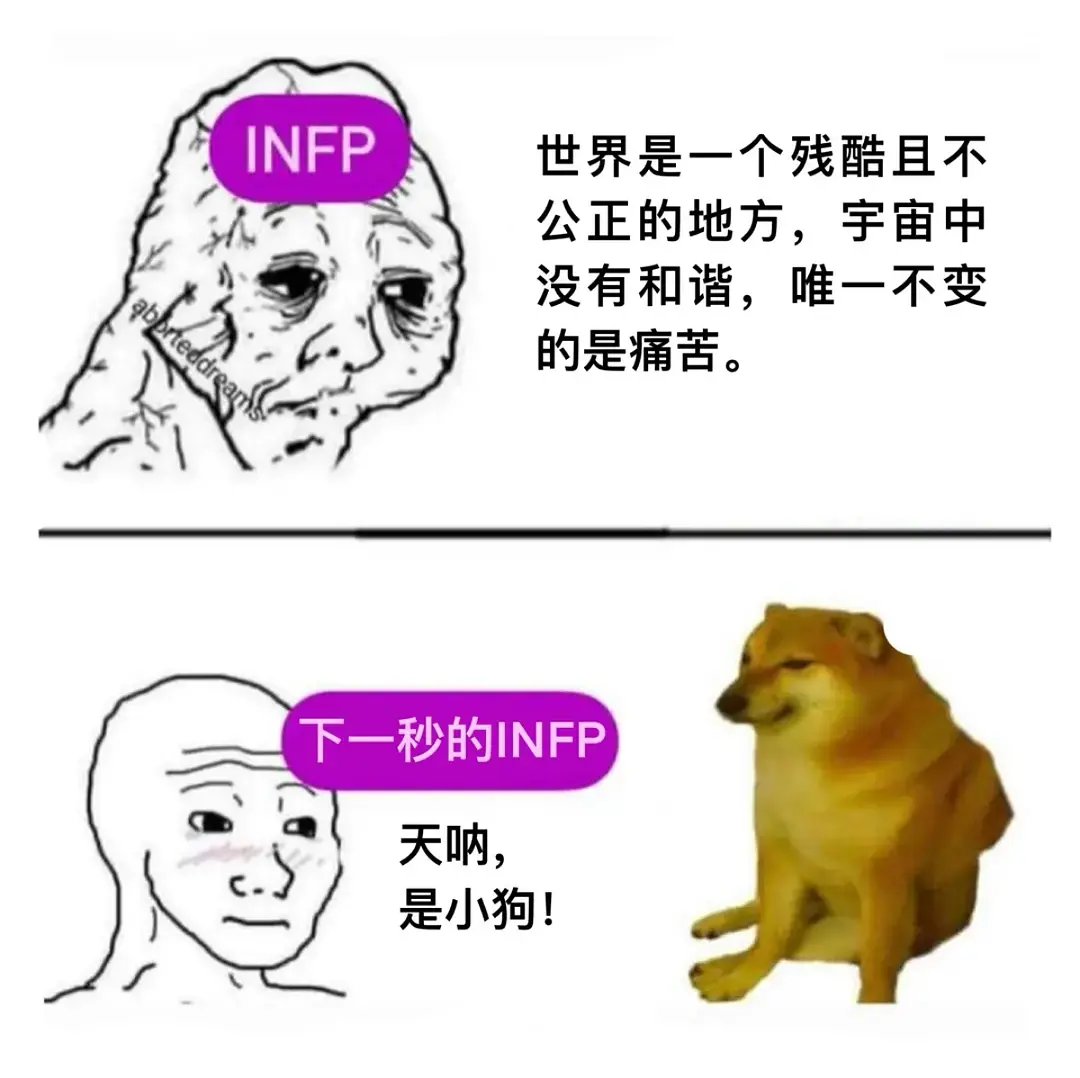 INFP
世界是一个残酷且不
公正的地方，宇宙中
没有和谐，唯一不变
的是痛苦。
aborteddreams
下一秒的INFP
天呐，
是小狗！